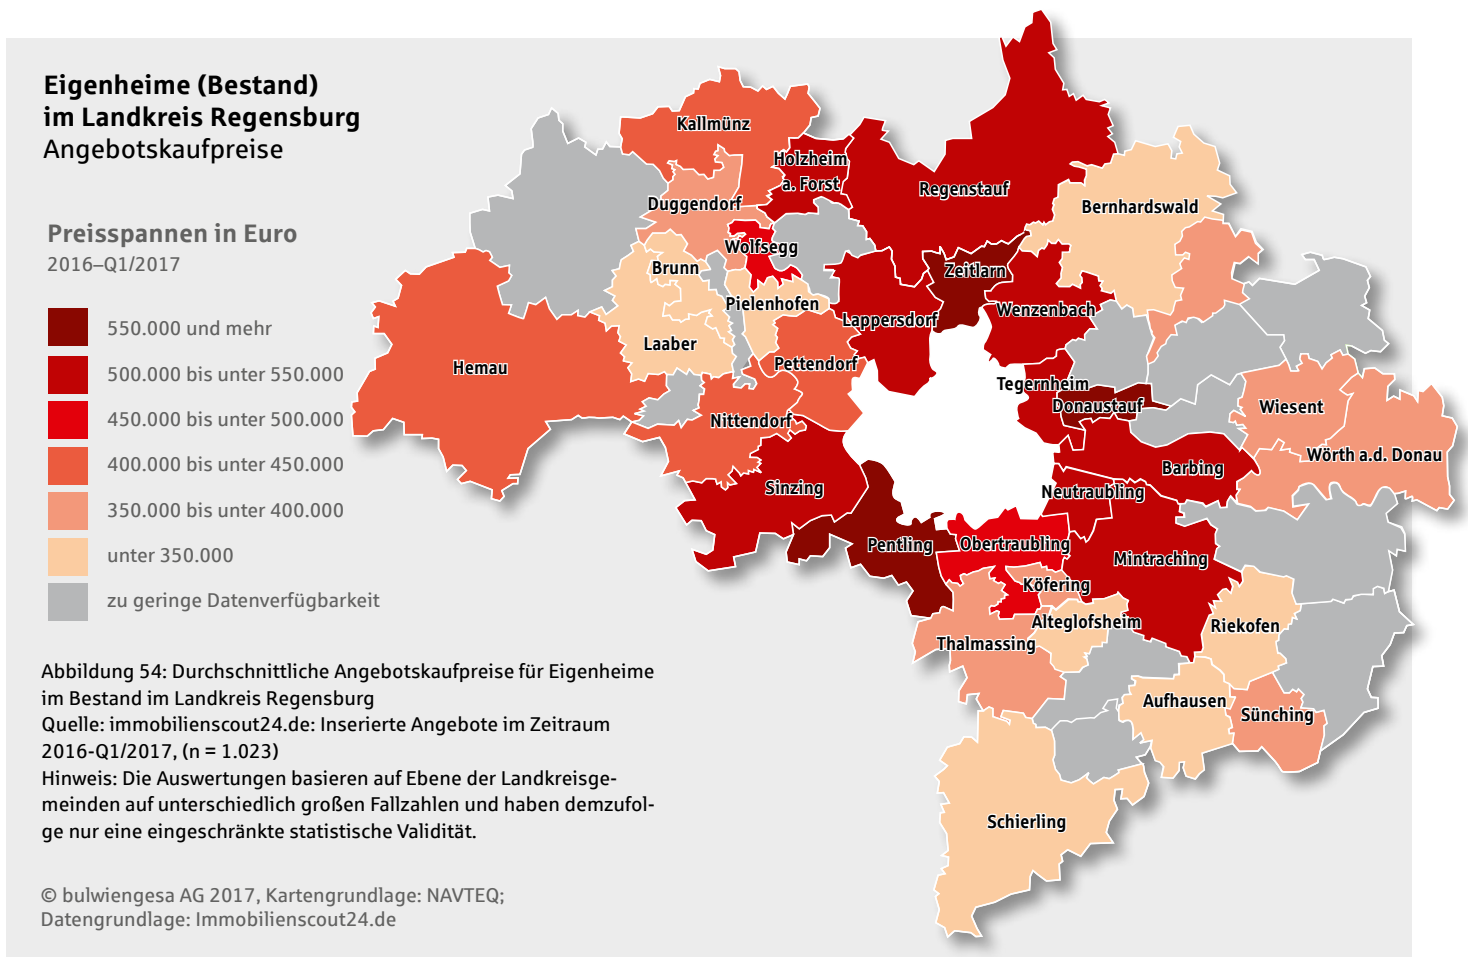 Eigenheime (Bestand)
im Landkreis Regensburg
Angebotskaufpreise
Preisspannen in Euro
2016–Q1/2017
550.000 und mehr
500.000 bis unter 550.000
450.000 bis unter 500.000
400.000 bis unter 450.000
350.000 bis unter 400.000
unter 350.000
zu geringe Datenverfügbarkeit
Kallmünz
Holzheim
a. Forst
Regenstauf
Duggendorf
Bernhardswald
Wolfsegg
Brunn
Zeitlarn
Pielenhofen
Wenzenbach
Lappersdorf
Laaber
Hemau
Pettendorf
Tegernheim
Donaustauf
Wiesent
Nittendorf
Wörth a.d. Donau
Barbing
Sinzing
Neutraubling
Pentling
Obertraubling
Mintraching
Köfering
Alteglofsheim
Riekofen
Thalmassing
Aufhausen
Sünching
Schierling
Abbildung 54: Durchschnittliche Angebotskaufpreise für Eigenheime
im Bestand im Landkreis Regensburg
Quelle: immobilienscout24.de: Inserierte Angebote im Zeitraum
2016-Q1/2017, (n = 1.023)
Hinweis: Die Auswertungen basieren auf Ebene der Landkreisge-
meinden auf unterschiedlich großen Fallzahlen und haben demzufol-
ge nur eine eingeschränkte statistische Validität.
© bulwiengesa AG 2017, Kartengrundlage: NAVTEQ;
Datengrundlage: Immobilienscout24.de